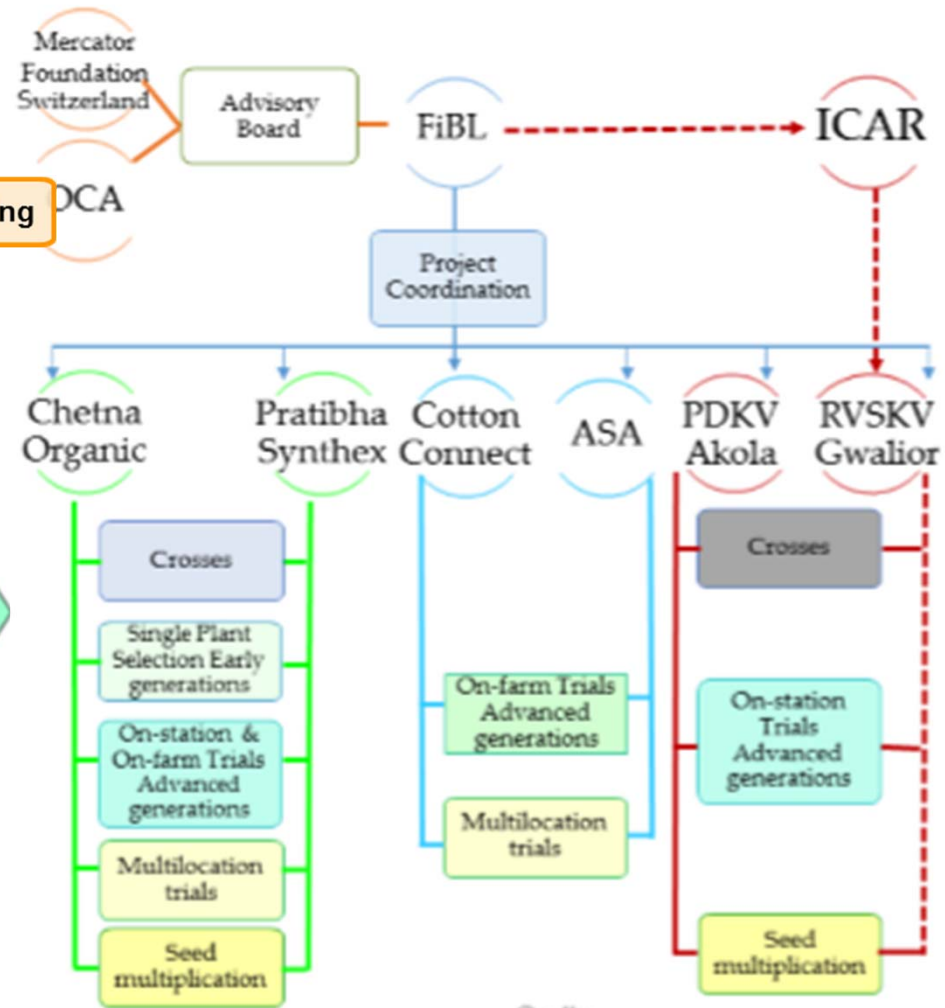 Mercator
Foundation
Switzerland
Advisory
Board
FiBL
ICAR
ng
OCA
Project
Coordination
Chetna
Organic
Pratibha
Synthex
Cotton
Connect
ASA
PDKV
Akola
RVSKV
Gwalior
Crosses
Single Plant
Selection Early
generations
On-station &
On-farm Trials
Advanced
generations
Multilocation
trials
Seed
multiplication
On-farm Trials
Advanced
generations
Multilocation
trials
Crosses
On-station
Trials
Advanced
generations
Seed
multiplication